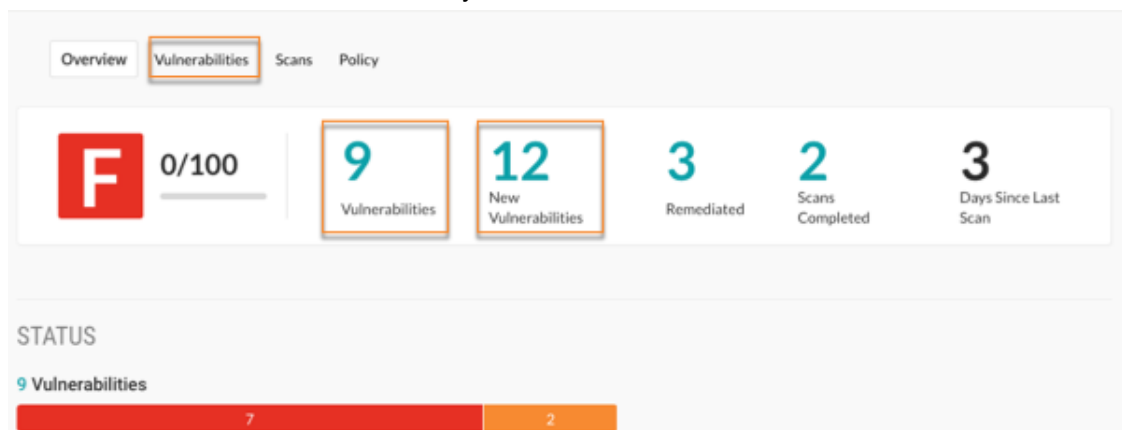 Overview Vulnerabilities Scans Policy
F 0/100 9 12 3 2 3
Vulnerabilities New Vulnerabilities Remediated Scans Completed Days Since Last Scan
STATUS
9 Vulnerabilities
7 2